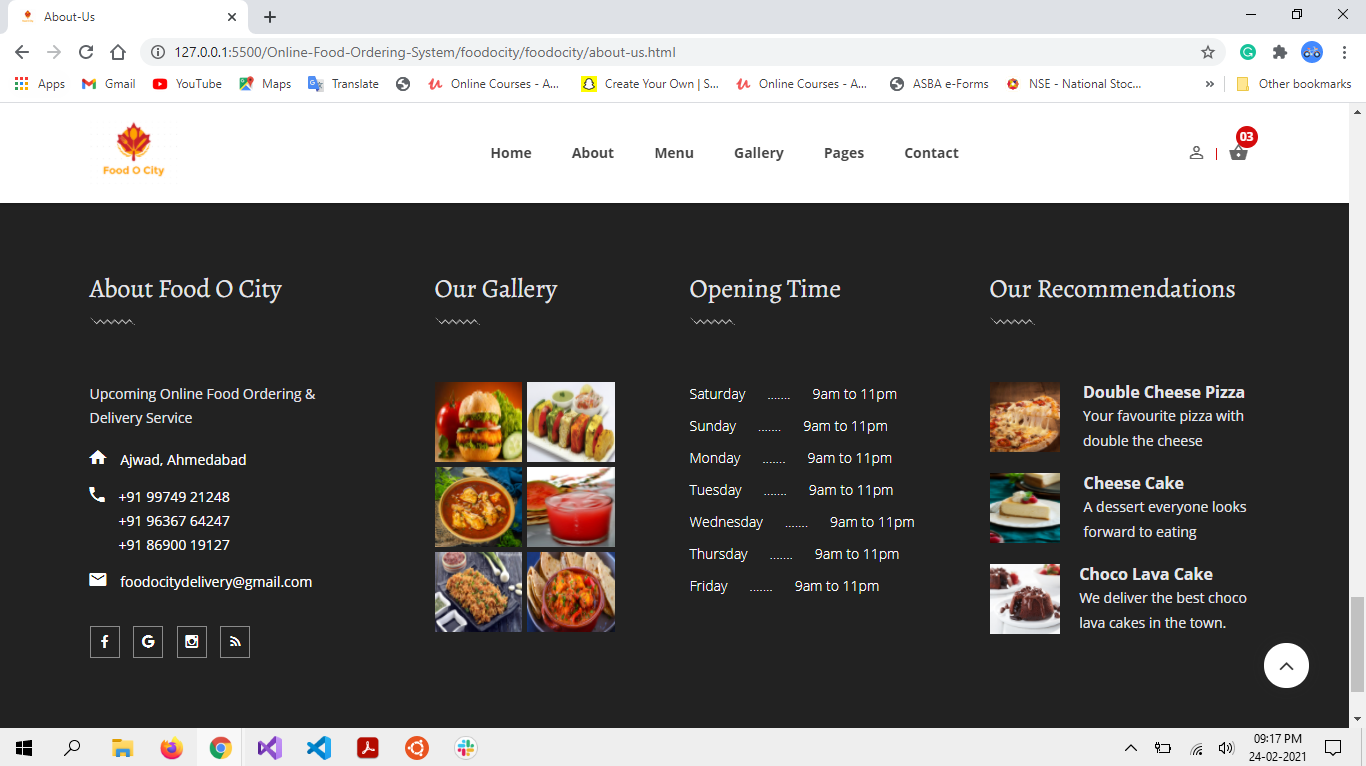 About-Us
127.0.0.1:5500/Online-Food-Ordering-System/foodocity/foodocity/about-us.html
Apps Gmail YouTube Maps Translate Online Courses - A... Create Your Own | S... Online Courses - A... ASBA e-Forms NSE - National Stoc... » Other bookmarks
Food O City
Home About Menu Gallery Pages Contact
03
About Food O City
Upcoming Online Food Ordering &
Delivery Service
Ajwad, Ahmedabad
+91 99749 21248
+91 96367 64247
+91 86900 19127
foodocitydelivery@gmail.com
Our Gallery
Opening Time
Saturday ....... 9am to 11pm
Sunday ....... 9am to 11pm
Monday ....... 9am to 11pm
Tuesday ....... 9am to 11pm
Wednesday ....... 9am to 11pm
Thursday ....... 9am to 11pm
Friday ....... 9am to 11pm
Our Recommendations
Double Cheese Pizza
Your favourite pizza with
double the cheese
Cheese Cake
A dessert everyone looks
forward to eating
Choco Lava Cake
We deliver the best choco
lava cakes in the town.
09:17 PM
24-02-2021